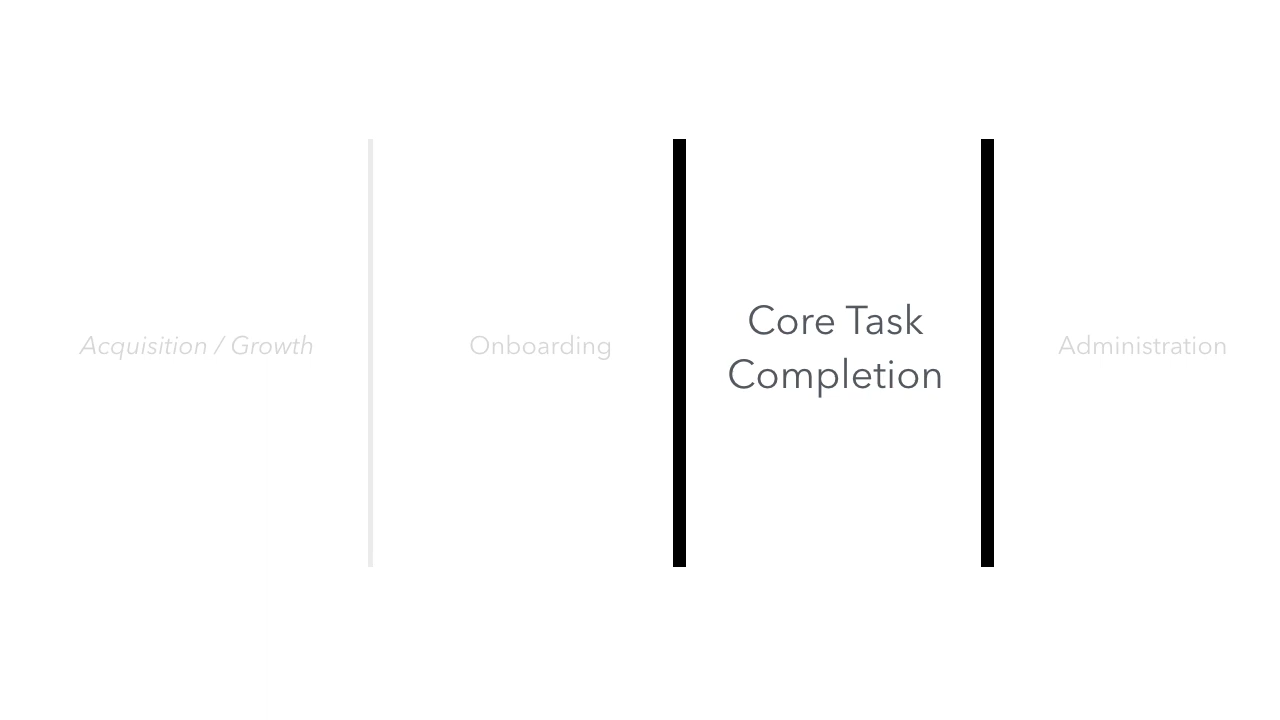 Acquisition / Growth
Onboarding
Core Task
Completion
Administration